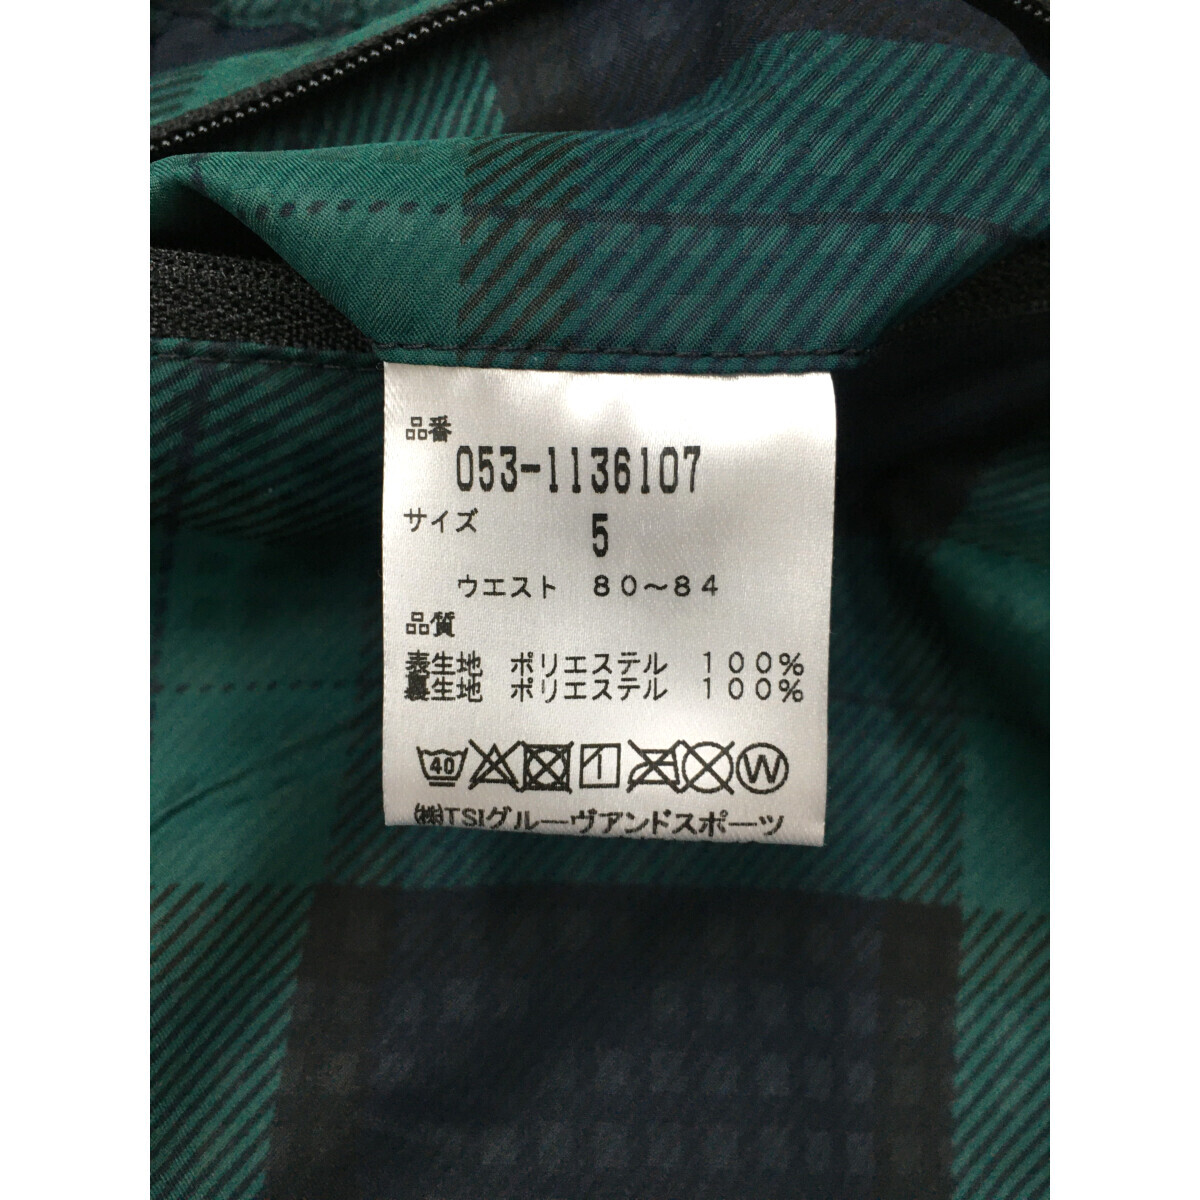 品番
053-1136107
サイズ 5
ウエスト 80～84
品質
表生地 ポリエステル 100%
裏生地 ポリエステル 100%
40 1 W
㈱TSIグルーヴアンドスポーツ